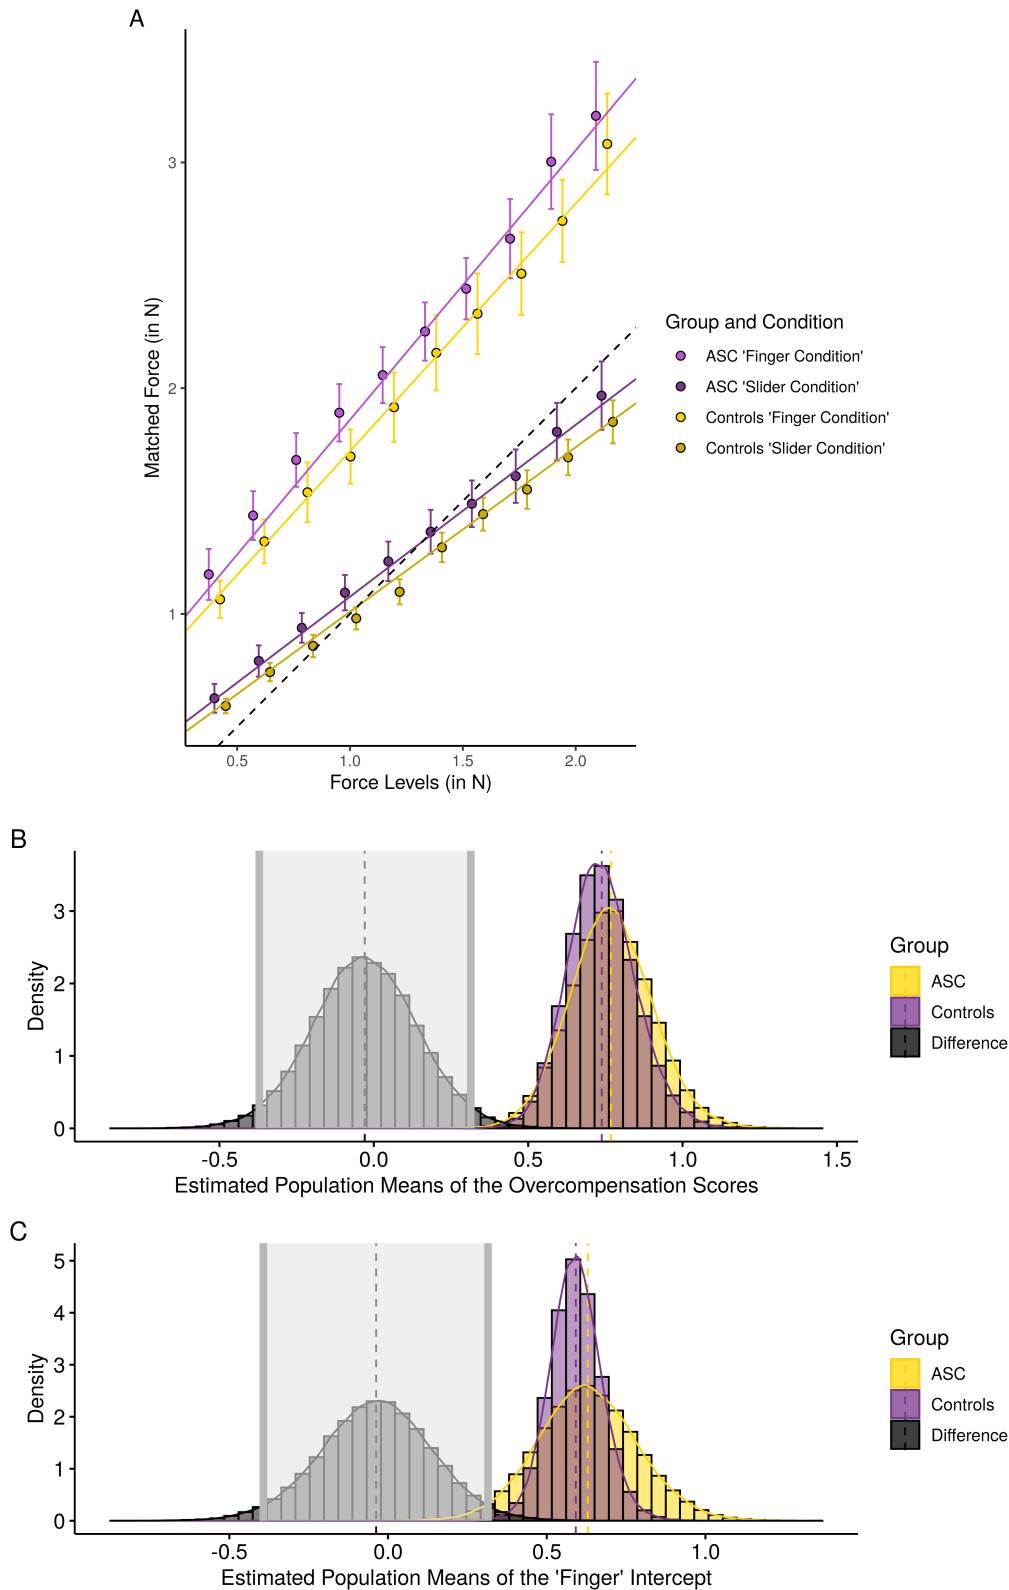 A
Matched Force (in N)
3
2
1
0.5 1.0 1.5 2.0
Force Levels (in N)
Group and Condition
ASC 'Finger Condition'
ASC 'Slider Condition'
Controls 'Finger Condition'
Controls 'Slider Condition'
B
Density
3
2
1
0
-0.5 0.0 0.5 1.0 1.5
Estimated Population Means of the Overcompensation Scores
Group
ASC
Controls
Difference
C
Density
5
4
3
2
1
0
-0.5 0.0 0.5 1.0
Estimated Population Means of the 'Finger' Intercept
Group
ASC
Controls
Difference